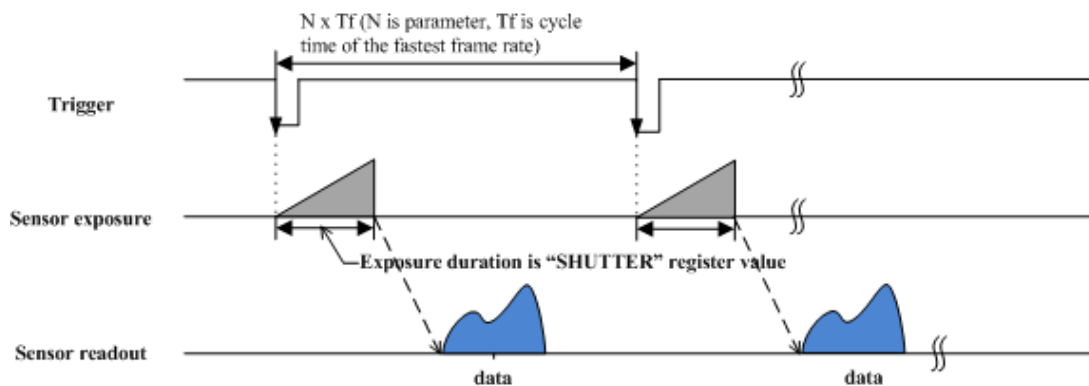 N x Tf (N is parameter, Tf is cycle
time of the fastest frame rate)
Trigger
Sensor exposure
Exposure duration is “SHUTTER” register value
Sensor readout
data
data